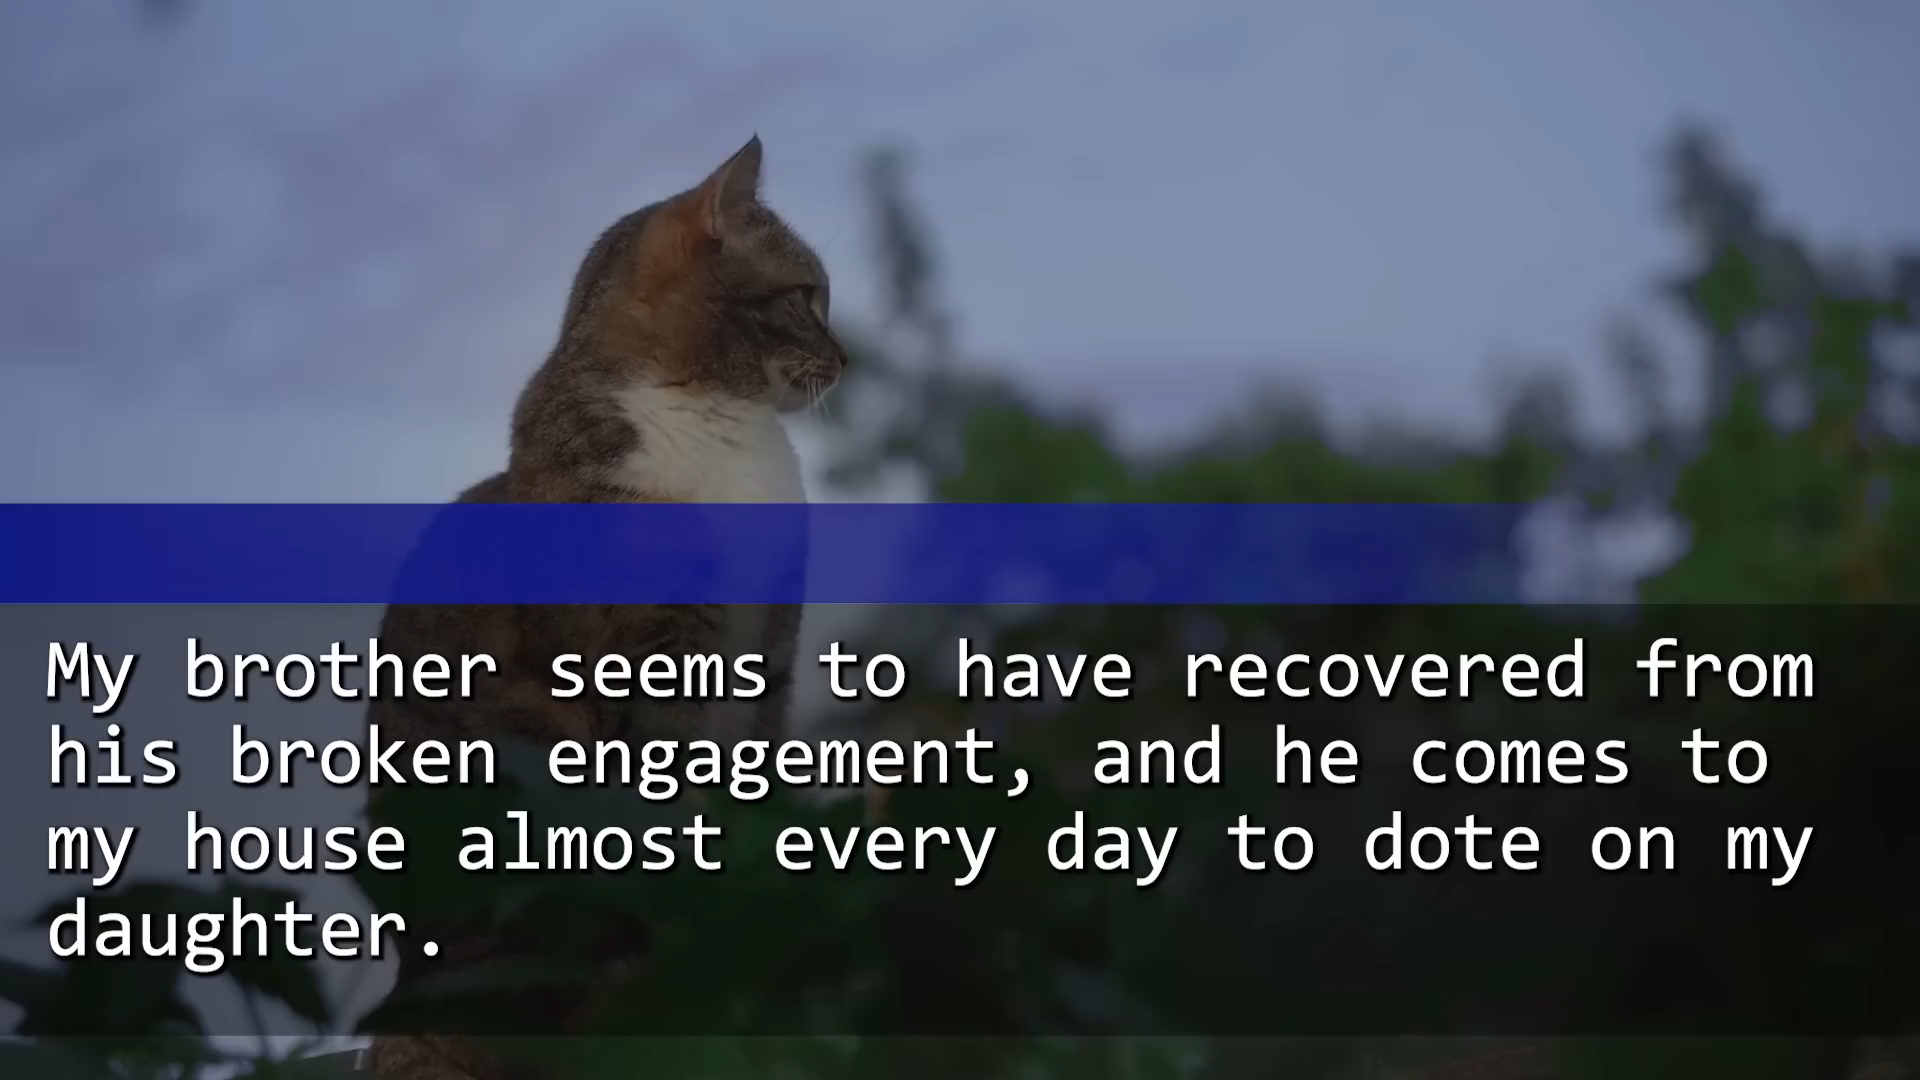 My brother seems to have recovered from
his broken engagement, and he comes to
my house almost every day to dote on my
daughter.